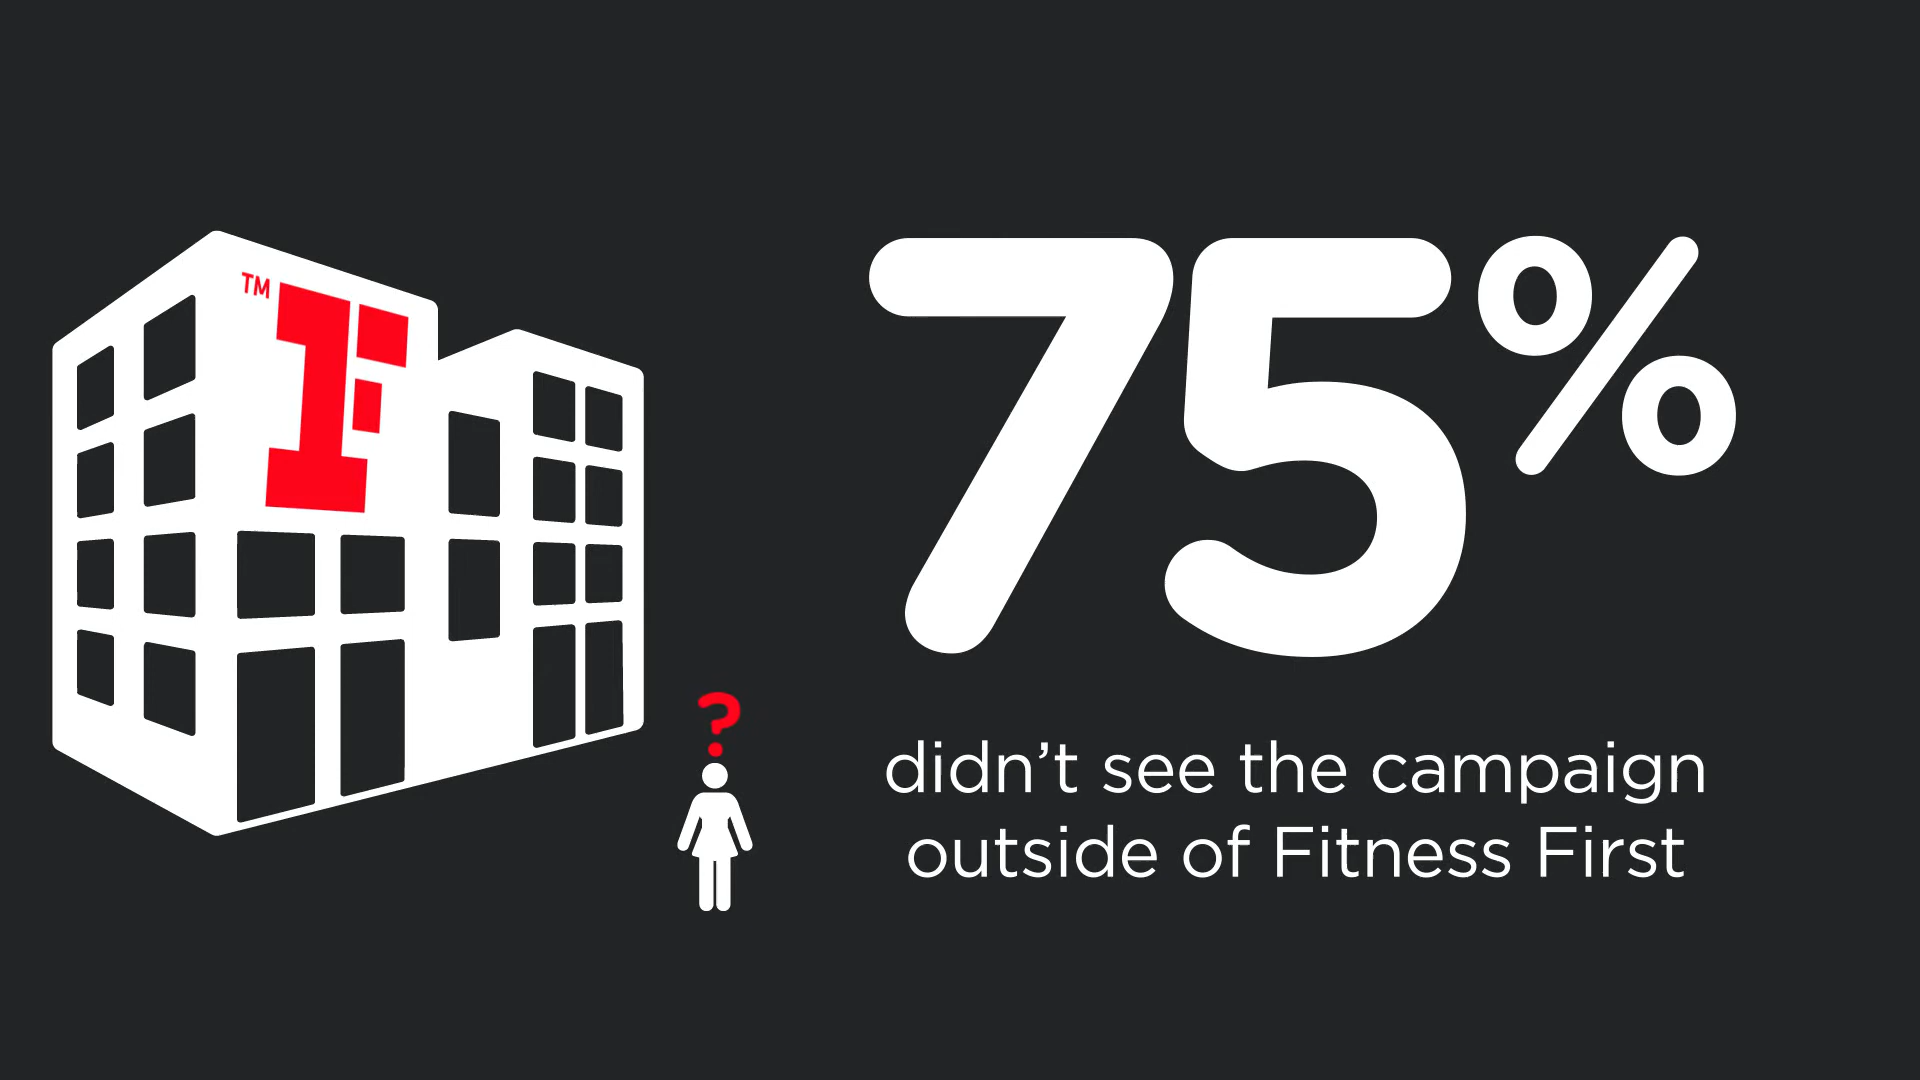 TM
F
?
75%
didn’t see the campaign
outside of Fitness First